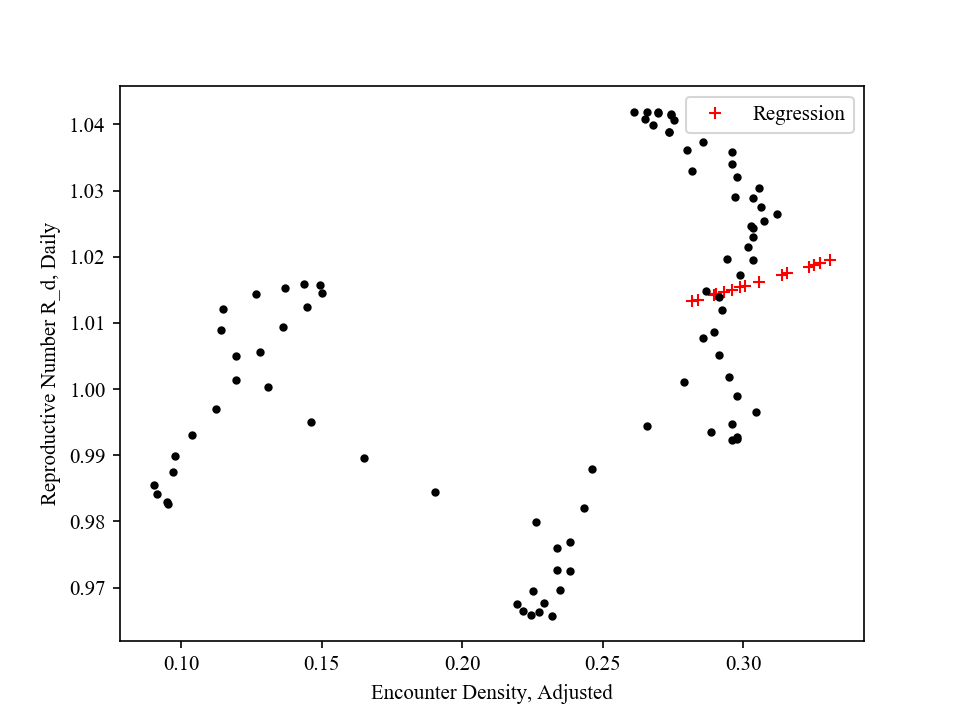 Regression
1.04
1.03
1.02
1.01
1.00
0.99
0.98
0.97
Reproductive Number R_d, Daily
0.10 0.15 0.20 0.25 0.30
Encounter Density, Adjusted